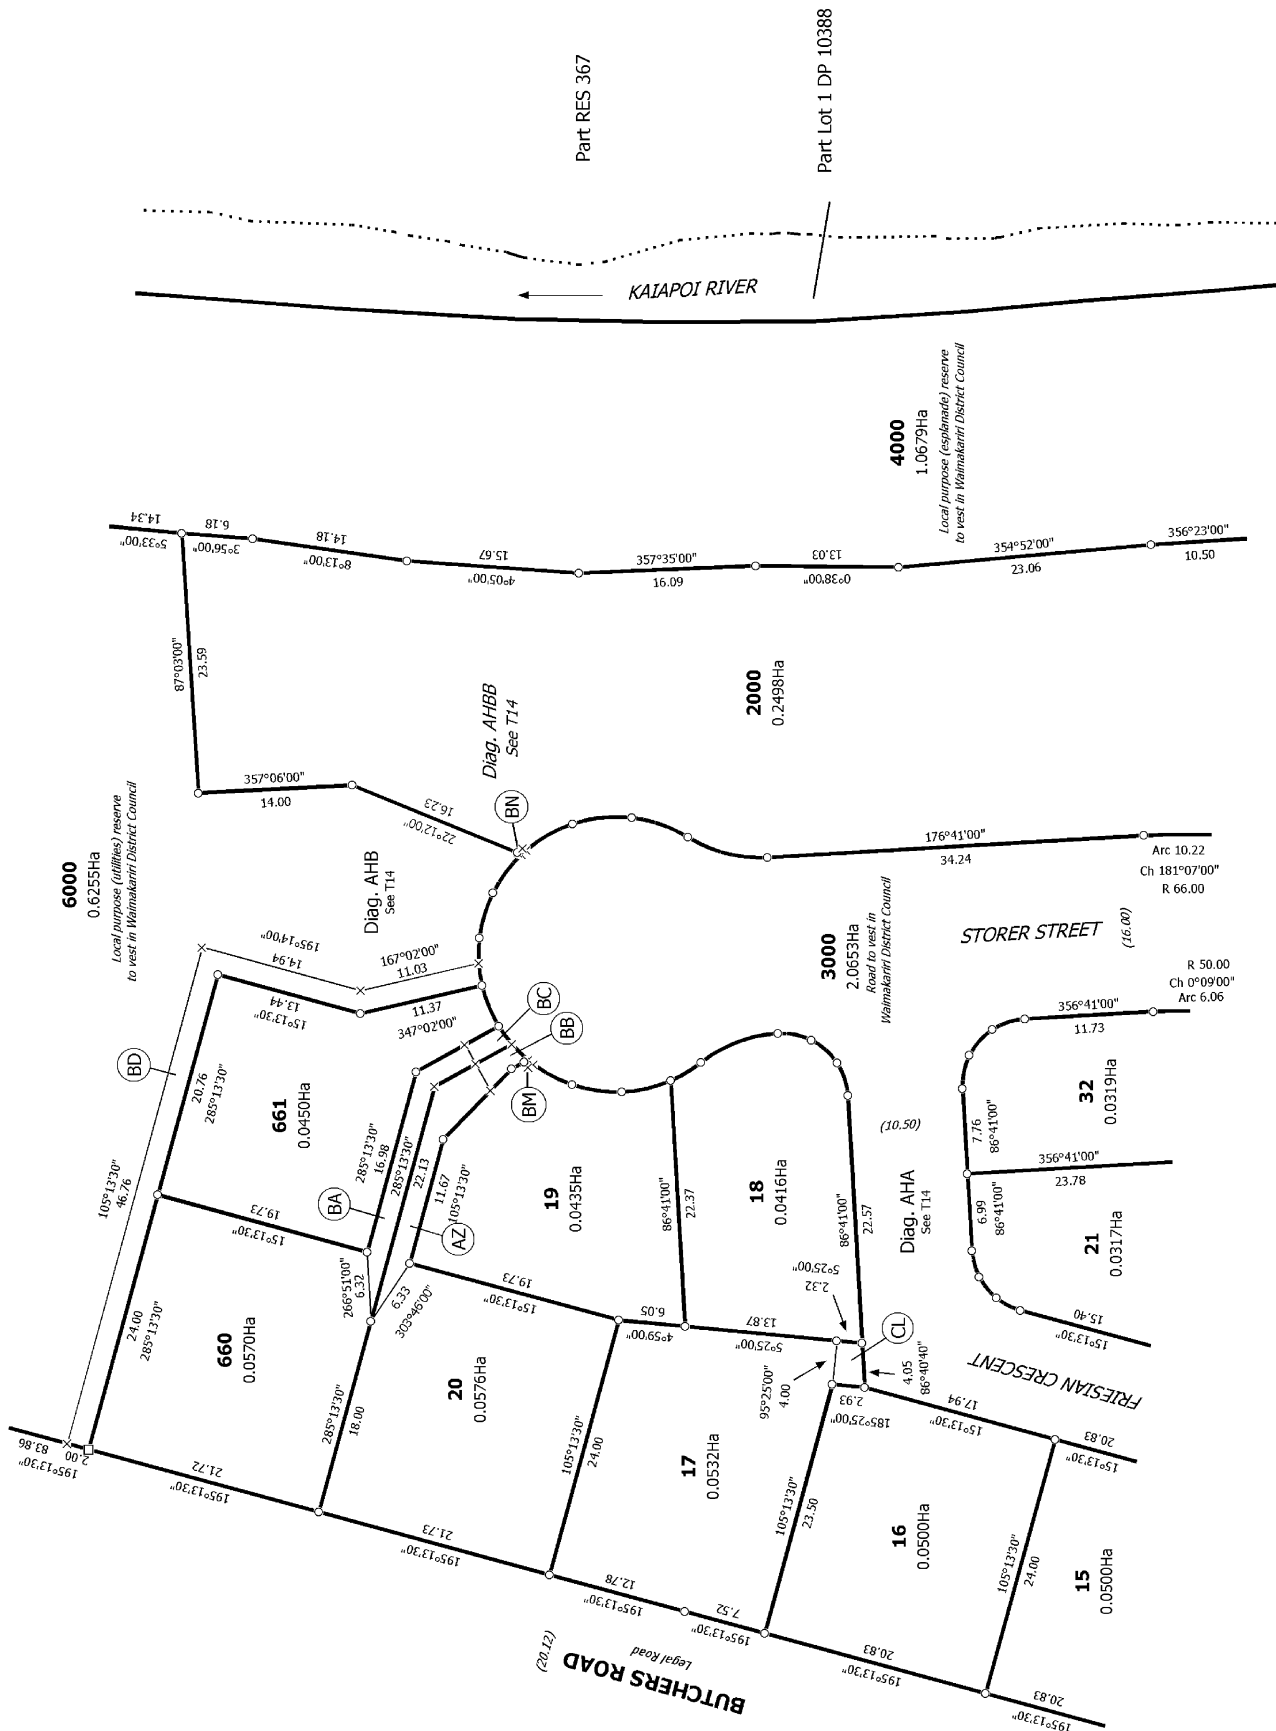 Part RES 367
Part Lot 1 DP 10388
KAIAPOI RIVER
4000
1.0679Ha
Local purpose (esplanade) reserve
to vest in Waimakariri District Council
14.34
5°33'00"
6.18
3°56'00"
14.18
8°13'00"
15.67
4°05'00"
357°35'00"
16.60
13.03
0°38'00"
354°52'00"
23.06
356°23'00"
10.50
87°03'00"
23.59
357°06'00"
14.00
16.23
22°12'00"
Diag. AHBB
See T14
2000
0.2498Ha
BN
6000
0.6255Ha
Local purpose (utilities) reserve
to vest in Waimakariri District Council
Diag. AHB
See T14
195°14'00"
14.94
167°02'00"
11.03
176°41'00"
34.24
Arc 10.22
Ch 181°07'00"
R 66.00
3000
2.0653Ha
Road to vest in
Waimakariri District Council
STORER STREET
(16.00)
R 50.00
Ch 0°09'00"
Arc 6.06
13.44
15°13'30"
11.37
347°02'00"
BC
BB
BM
BD
20.76
285°13'30"
105°13'30"
46.76
661
0.0450Ha
285°13'30"
16.98
285°13'30"
22.13
11.67
105°13'30"
BA
AZ
19.73
15°13'30"
266°51'00"
6.32
6.33
303°46'00"
19
0.0435Ha
86°41'00"
22.37
18
0.0416Ha
86°41'00"
22.57
(10.50)
Diag. AHA
See T14
356°41'00"
11.73
32
0.0319Ha
7.76
86°41'00"
356°41'00"
23.78
6.99
86°41'00"
21
0.0317Ha
15.40
15°13'30"
24.00
285°13'30"
660
0.0570Ha
285°13'30"
18.00
20
0.0576Ha
19.73
15°13'30"
6.05
4°59'00"
13.87
5°25'00"
5°25'00"
2.32
CL
95°25'00"
4.00
4.05
86°40'40"
2.93
185°25'00"
FRIESIAN CRESCENT
17.94
15°13'30"
20.83
15°13'30"
83.86
195°13'30"
2.00
21.72
195°13'30"
21.73
195°13'30"
105°13'30"
24.00
17
0.0532Ha
12.78
195°13'30"
7.52
195°13'30"
105°13'30"
23.50
16
0.0500Ha
20.83
195°13'30"
105°13'30"
24.00
15
0.0500Ha
20.83
195°13'30"
(20.12)
BUTCHERS ROAD
Legal Road